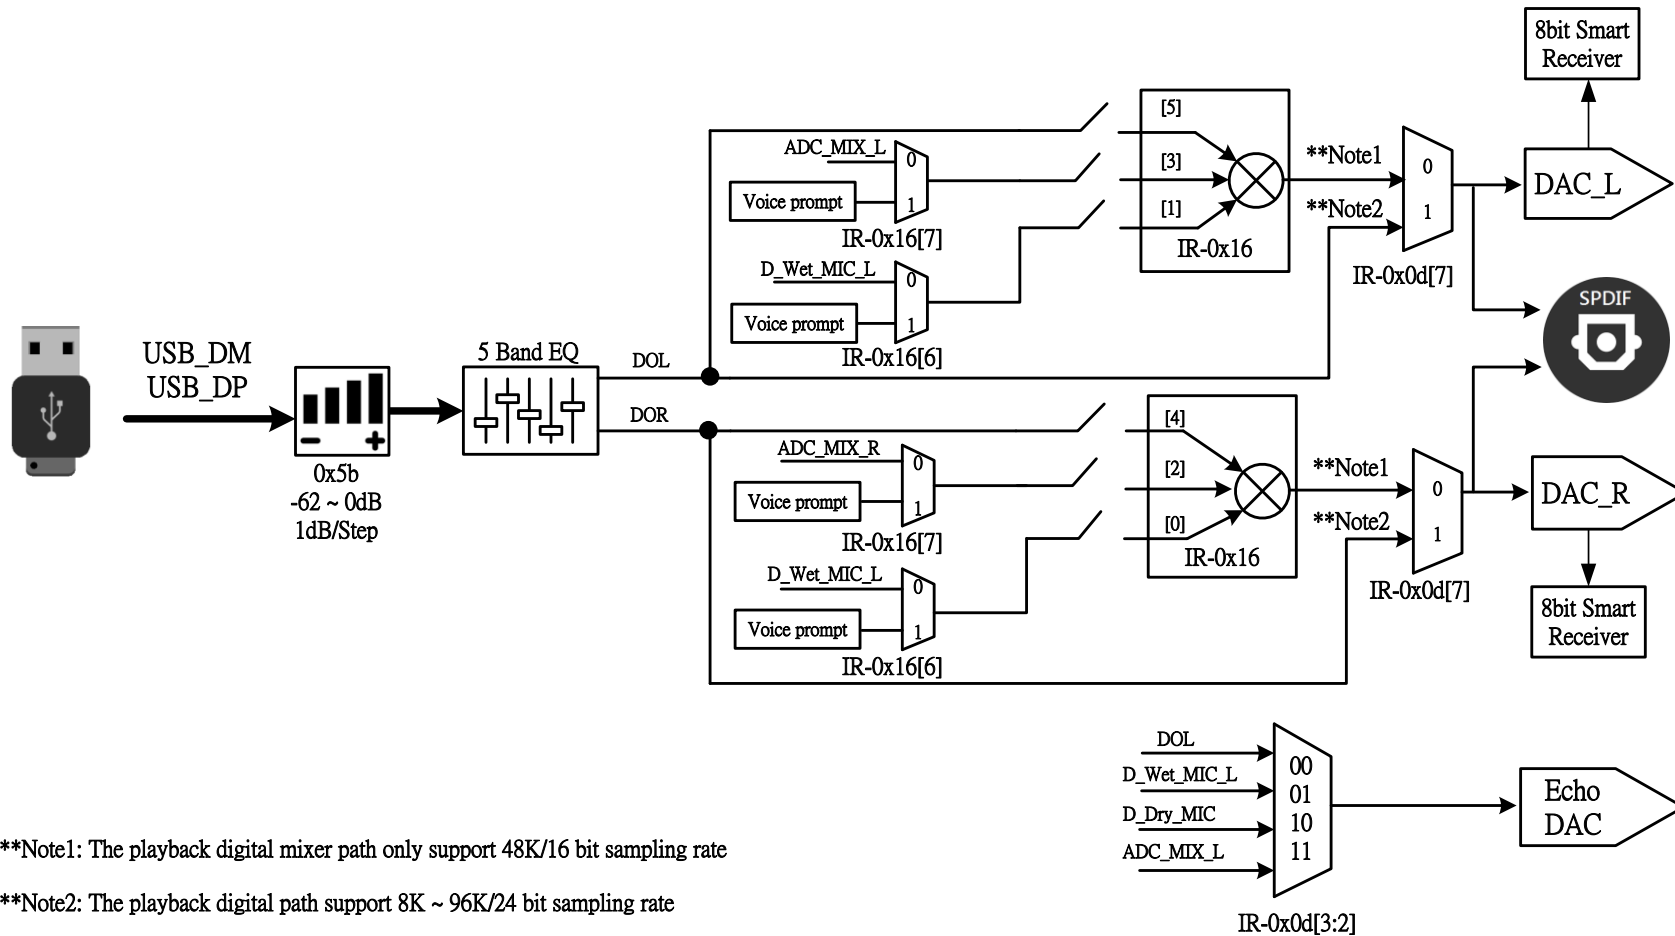 8bit Smart
Receiver
[5]
ADC_MIX_L
0
Voice prompt
1
IR-0x16[7]
[3]
[1]
IR-0x16
**Note1
**Note2
0
1
IR-0x0d[7]
DAC_L
D_Wet_MIC_L
0
Voice prompt
1
IR-0x16[6]
SPDIF
USB_DM
USB_DP
0x5b
-62 ~ 0dB
1dB/Step
5 Band EQ
DOL
DOR
[4]
ADC_MIX_R
0
Voice prompt
1
IR-0x16[7]
[2]
[0]
IR-0x16
**Note1
**Note2
0
1
IR-0x0d[7]
DAC_R
D_Wet_MIC_L
0
Voice prompt
1
IR-0x16[6]
8bit Smart
Receiver
DOL
D_Wet_MIC_L
D_Dry_MIC
ADC_MIX_L
00
01
10
11
IR-0x0d[3:2]
Echo
DAC
**Note1: The playback digital mixer path only support 48K/16 bit sampling rate
**Note2: The playback digital path support 8K ~ 96K/24 bit sampling rate